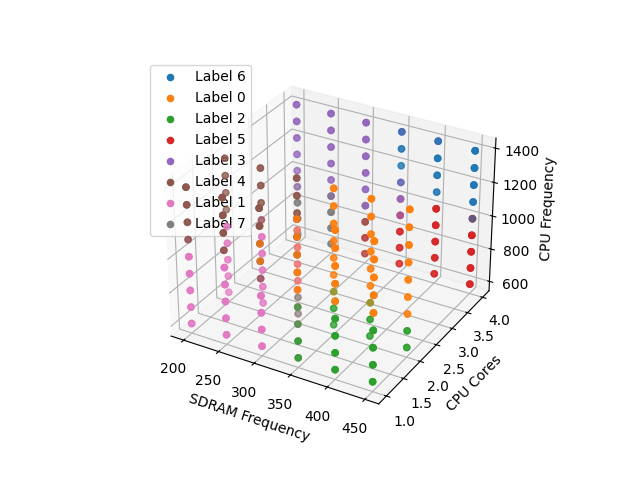 Label 6
Label 0
Label 2
Label 5
Label 3
Label 4
Label 1
Label 7
1400
1200
1000
800
600
CPU Frequency
4.0
3.5
3.0
2.5
2.0
1.5
1.0
CPU Cores
200
250
300
350
400
450
SDRAM Frequency